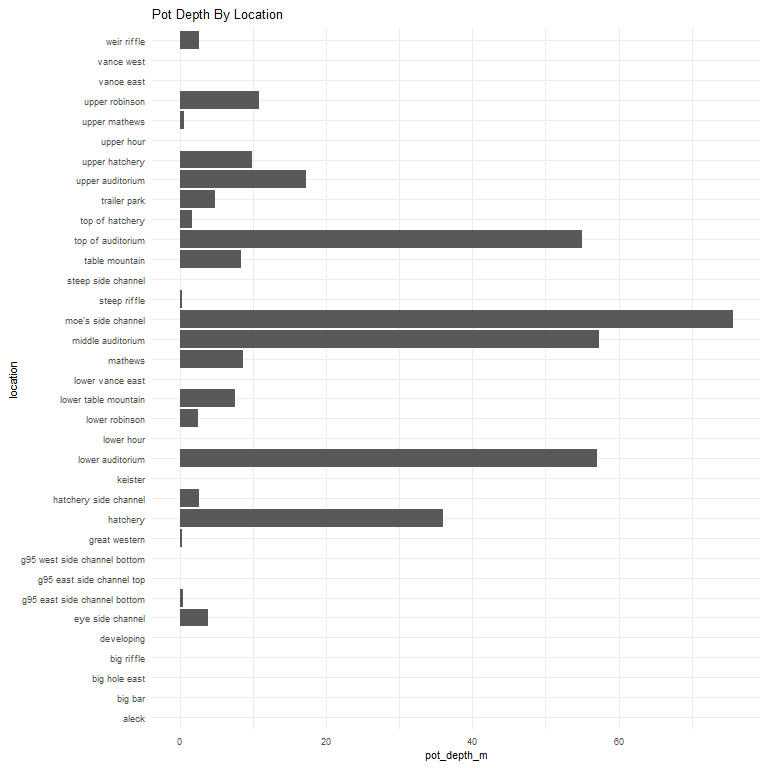 Pot Depth By Location
weir riffle
vance west
vance east
upper robinson
upper mathews
upper hour
upper hatchery
upper auditorium
trailer park
top of hatchery
top of auditorium
table mountain
steep side channel
steep riffle
moe's side channel
middle auditorium
mathews
lower vance east
lower table mountain
lower robinson
lower hour
lower auditorium
keister
hatchery side channel
hatchery
great western
g95 west side channel bottom
g95 east side channel top
g95 east side channel bottom
eye side channel
developing
big riffle
big hole east
big bar
aleck
location
0 20 40 60
pot_depth_m